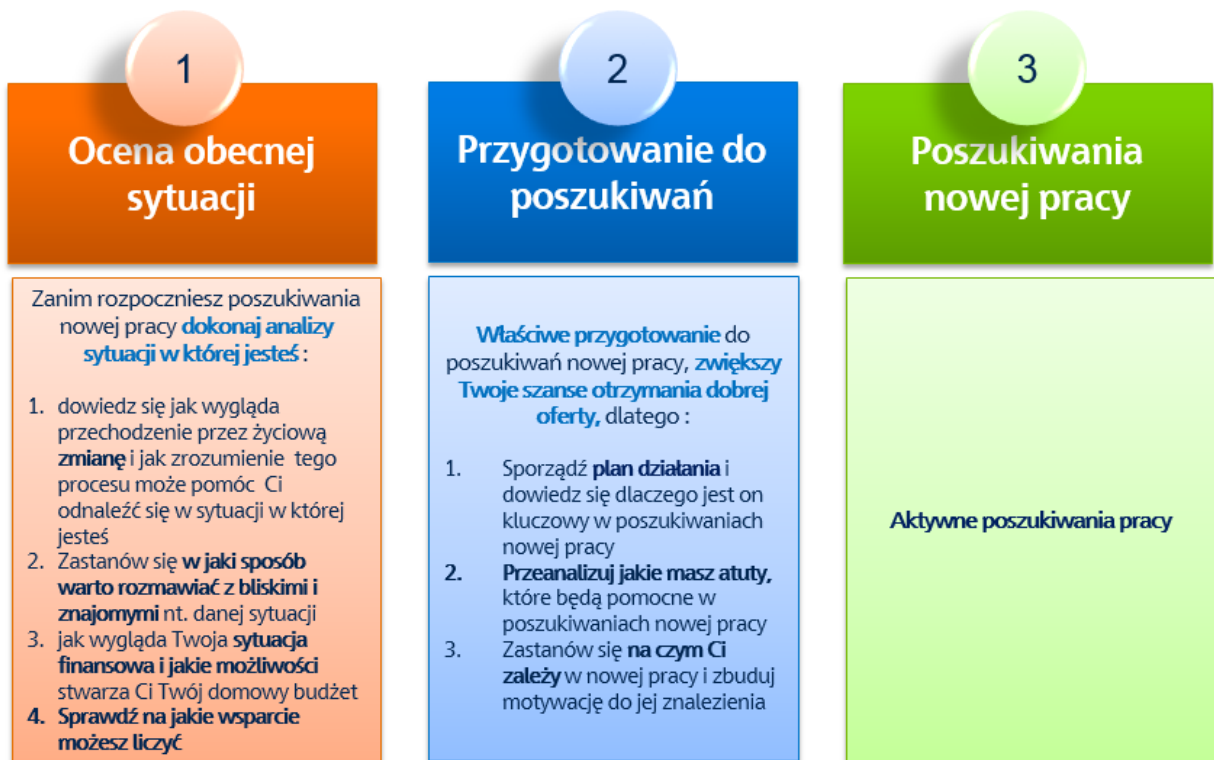 1
Ocena obecnej
sytuacji
Zanim rozpoczniesz poszukiwania
nowej pracy dokonaj analizy
sytuacji w której jesteś :
1. dowiedz się jak wygląda
przechodzenie przez życiową
zmianę i jak zrozumienie tego
procesu może pomóc Ci
odnaleźć się w sytuacji w której
jesteś
2. Zastanów się w jaki sposób
warto rozmawiać z bliskimi i
znajomymi nt. danej sytuacji
3. jak wygląda Twoja sytuacja
finansowa i jakie możliwości
stwarza Ci Twój domowy budżet
4. Sprawdź na jakie wsparcie
możesz liczyć
2
Przygotowanie do
poszukiwań
Właściwe przygotowanie do
poszukiwań nowej pracy, zwiększy
Twoje szanse otrzymania dobrej
oferty, dlatego :
1. Sporządź plan działania i
dowiedz się dlaczego jest on
kluczowy w poszukiwaniach
nowej pracy
2. Przeanalizuj jakie masz atuty,
które będą pomocne w
poszukiwaniach nowej pracy
3. Zastanów się na czym Ci
zależy w nowej pracy i zbuduj
motywację do jej znalezienia
3
Poszukiwania
nowej pracy
Aktywne poszukiwania pracy